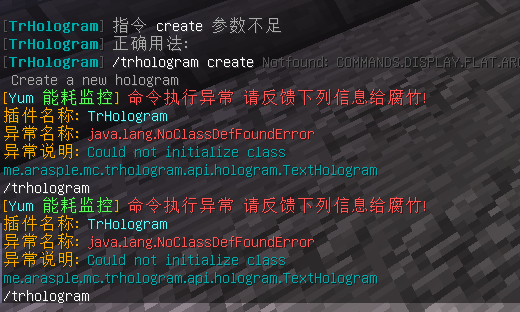 [TrHologram] 指令 create 参数不足
[TrHologram] 正确用法:
[TrHologram] /trhologram create Notfound: COMMANDS.DISPLAY.FLAT.ARG
Create a new hologram
[Yum 能耗监控] 命令执行异常 请反馈下列信息给腐竹!
插件名称: TrHologram
异常名称: java.lang.NoClassDefFoundError
异常说明: Could not initialize class
me.arasple.mc.trhologram.api.hologram.TextHologram
/trhologram
[Yum 能耗监控] 命令执行异常 请反馈下列信息给腐竹!
插件名称: TrHologram
异常名称: java.lang.NoClassDefFoundError
异常说明: Could not initialize class
me.arasple.mc.trhologram.api.hologram.TextHologram
/trhologram